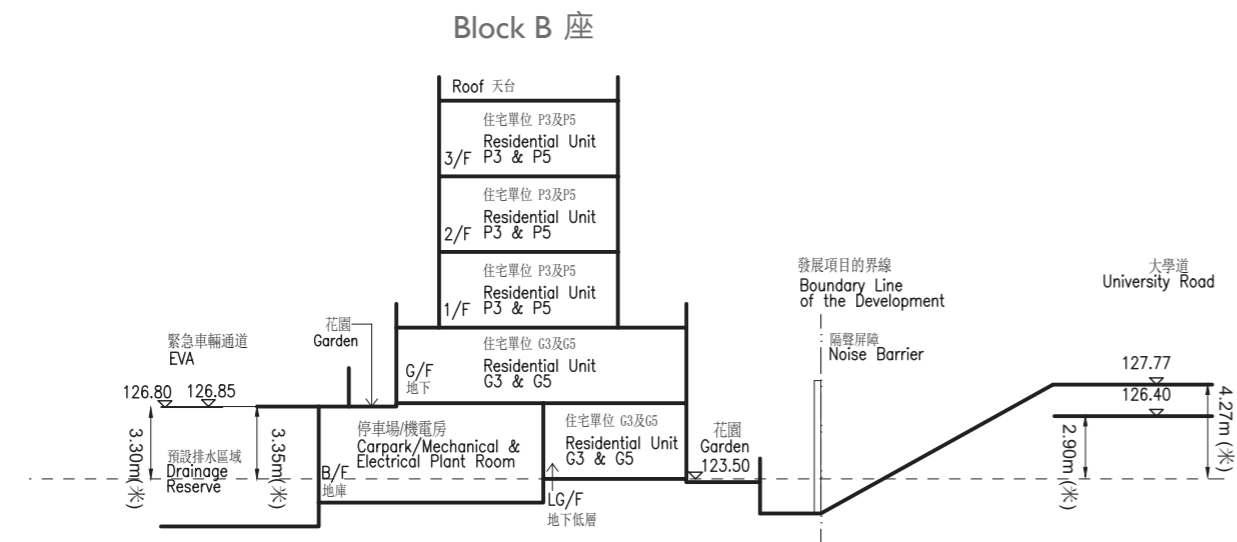 Block B 座
Roof 天台
住宅單位 P3及P5
Residential Unit
3/F P3 & P5
住宅單位 P3及P5
Residential Unit
2/F P3 & P5
住宅單位 P3及P5
Residential Unit
1/F P3 & P5
發展項目的界線
Boundary Line
of the Development
大學道
University Road
隔聲屏障
Noise Barrier
花園
Garden
緊急車輛通道
EVA
住宅單位 G3及G5
Residential Unit
G3 & G5
G/F
地下
126.80 126.85
127.77
126.40
3.30m(米)
3.35m(米)
預設排水區域
Drainage
Reserve
停車場/機電房
Carpark/Mechanical &
Electrical Plant Room
B/F
地庫
住宅單位 G3及G5
Residential Unit
G3 & G5
LG/F
地下低層
花園
Garden
123.50
2.90m(米)
4.27m(米)